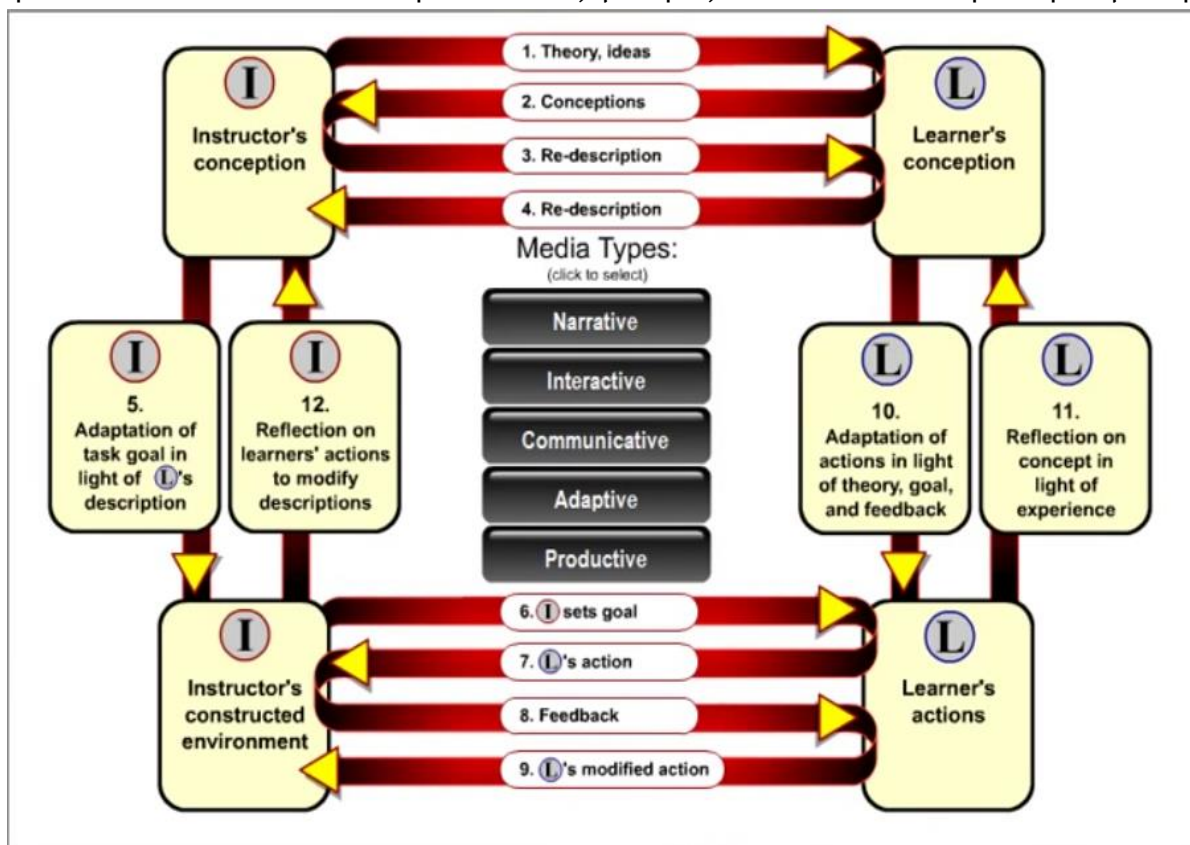 I
Instructor's
conception
1. Theory, ideas
2. Conceptions
3. Re-description
4. Re-description
L
Learner's
conception
Media Types:
(click to select)
Narrative
Interactive
Communicative
Adaptive
Productive
I
5.
Adaptation of
task goal in
light of L's
description
I
12.
Reflection on
learners' actions
to modify
descriptions
L
10.
Adaptation of
actions in light
of theory, goal,
and feedback
L
11.
Reflection on
concept in
light of
experience
I
Instructor's
constructed
environment
6. I sets goal
7. L's action
8. Feedback
9. L's modified action
L
Learner's
actions